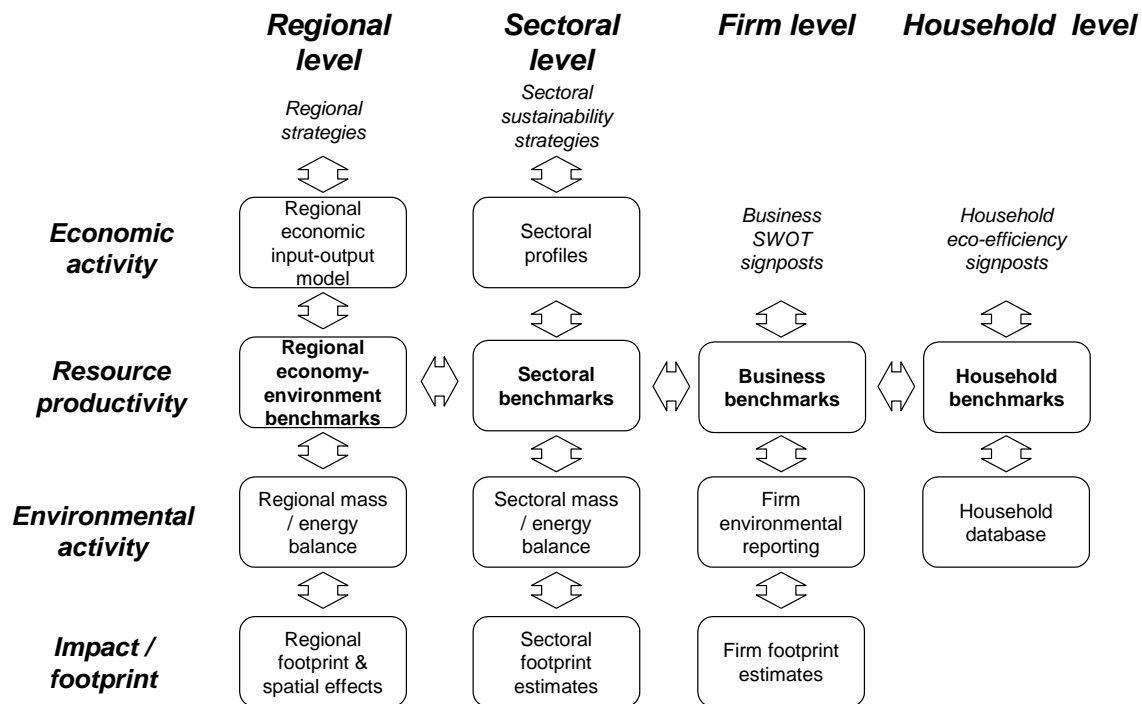 Regional
level
Sectoral
level
Firm level
Household level
Regional
strategies
Sectoral
sustainability
strategies
Economic
activity
Regional
economic
input-output
model
Sectoral
profiles
Business
SWOT
signposts
Household
eco-efficiency
signposts
Resource
productivity
Regional
economy-
environment
benchmarks
Sectoral
benchmarks
Business
benchmarks
Household
benchmarks
Environmental
activity
Regional mass
/ energy
balance
Sectoral mass
/ energy
balance
Firm
environmental
reporting
Household
database
Impact /
footprint
Regional
footprint &
spatial effects
Sectoral
footprint
estimates
Firm footprint
estimates